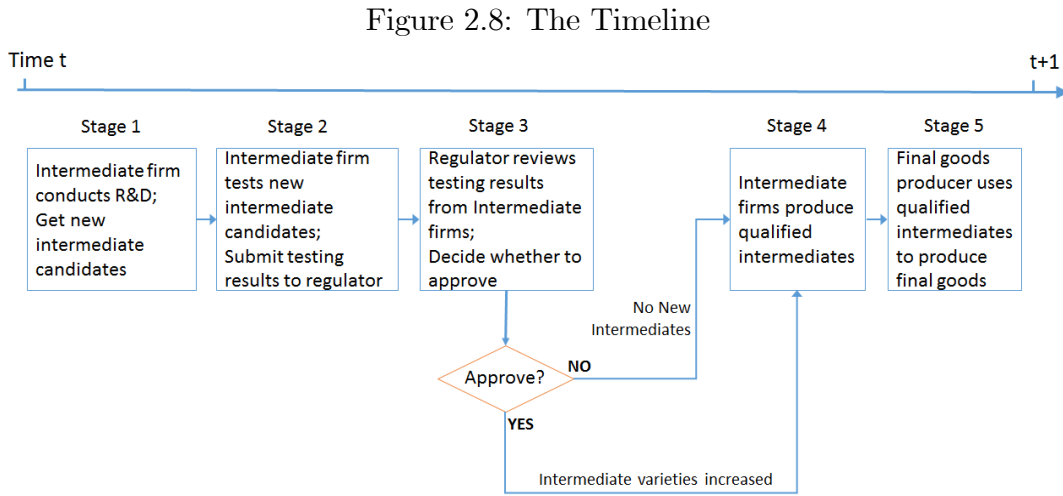 Figure 2.8: The Timeline
Time t
t+1
Stage 1
Stage 2
Stage 3
Stage 4
Stage 5
Intermediate firm
conducts R&D;
Get new
intermediate
candidates
Intermediate firm
tests new
intermediate
candidates;
Submit testing
results to regulator
Regulator reviews
testing results
from Intermediate
firms;
Decide whether to
approve
Intermediate
firms produce
qualified
intermediates
Final goods
producer uses
qualified
intermediates
to produce
final goods
No New
Intermediates
Approve?
NO
YES
Intermediate varieties increased